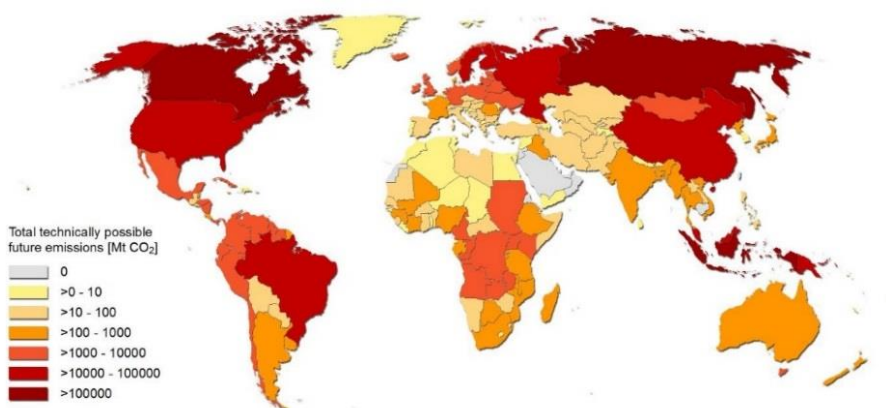 Total technically possible
future emissions [Mt CO₂]
0
>0 - 10
>10 - 100
>100 - 1000
>1000 - 10000
>10000 - 100000
>100000